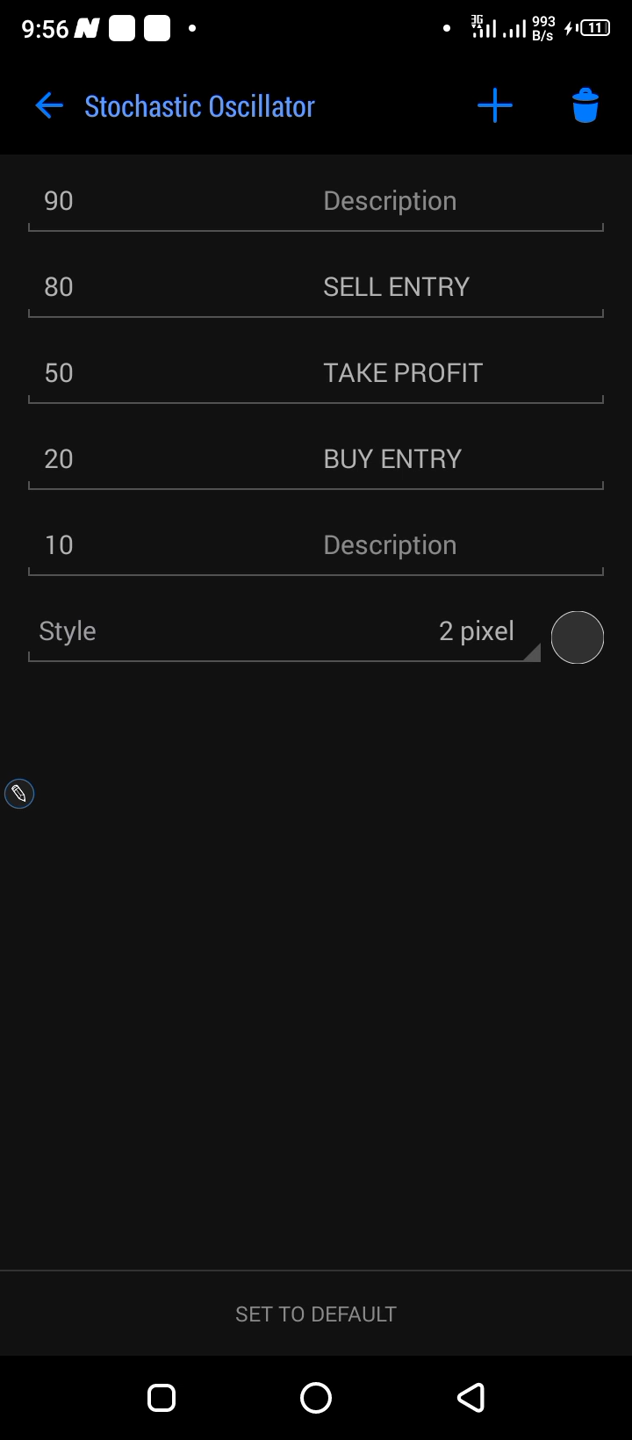 9:56 993 B/s 11
Stochastic Oscillator
90 Description
80 SELL ENTRY
50 TAKE PROFIT
20 BUY ENTRY
10 Description
Style 2 pixel
SET TO DEFAULT